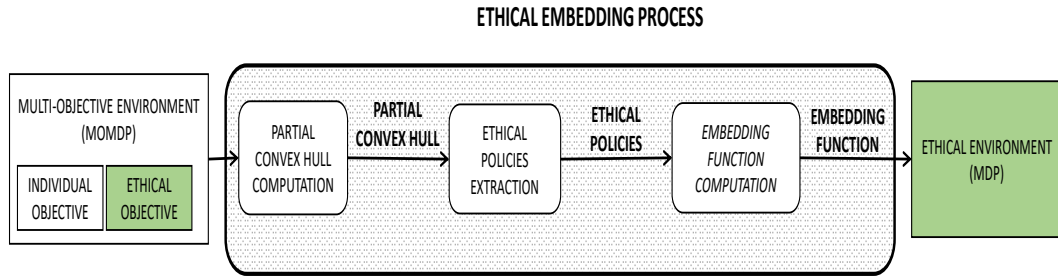 ETHICAL EMBEDDING PROCESS
MULTI-OBJECTIVE ENVIRONMENT
(MOMDP)
INDIVIDUAL
OBJECTIVE
ETHICAL
OBJECTIVE
PARTIAL
CONVEX HULL
COMPUTATION
PARTIAL
CONVEX HULL
ETHICAL
POLICIES
EXTRACTION
ETHICAL
POLICIES
EMBEDDING
FUNCTION
COMPUTATION
EMBEDDING
FUNCTION
ETHICAL ENVIRONMENT
(MDP)